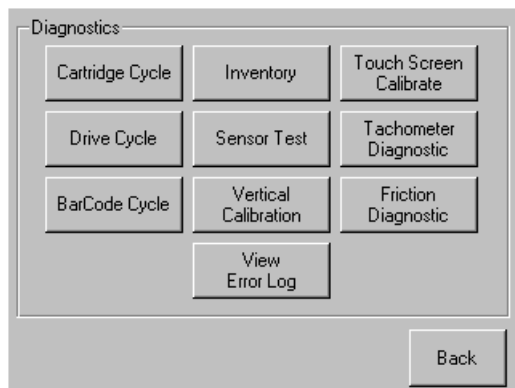 Diagnostics
Cartridge Cycle
Inventory
Touch Screen
Calibrate
Drive Cycle
Sensor Test
Tachometer
Diagnostic
BarCode Cycle
Vertical
Calibration
Friction
Diagnostic
View
Error Log
Back